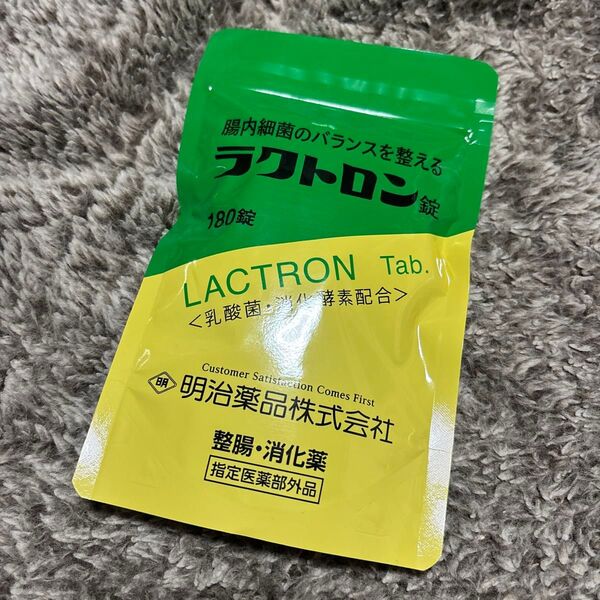 腸内細菌のバランスを整える
ラクトロン錠
180錠
LACTRON Tab.
<乳酸菌・消化酵素配合>
Customer Satisfaction Comes First
明 明治薬品株式会社
整腸・消化薬
指定医薬部外品